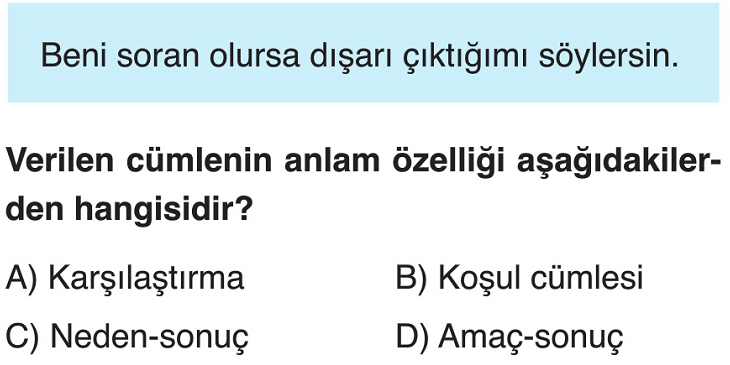 Beni soran olursa dışarı çıktığımı söylersin.
Verilen cümlenin anlam özelliği aşağıdakiler-
den hangisidir?
A) Karşılaştırma B) Koşul cümlesi
C) Neden-sonuç D) Amaç-sonuç